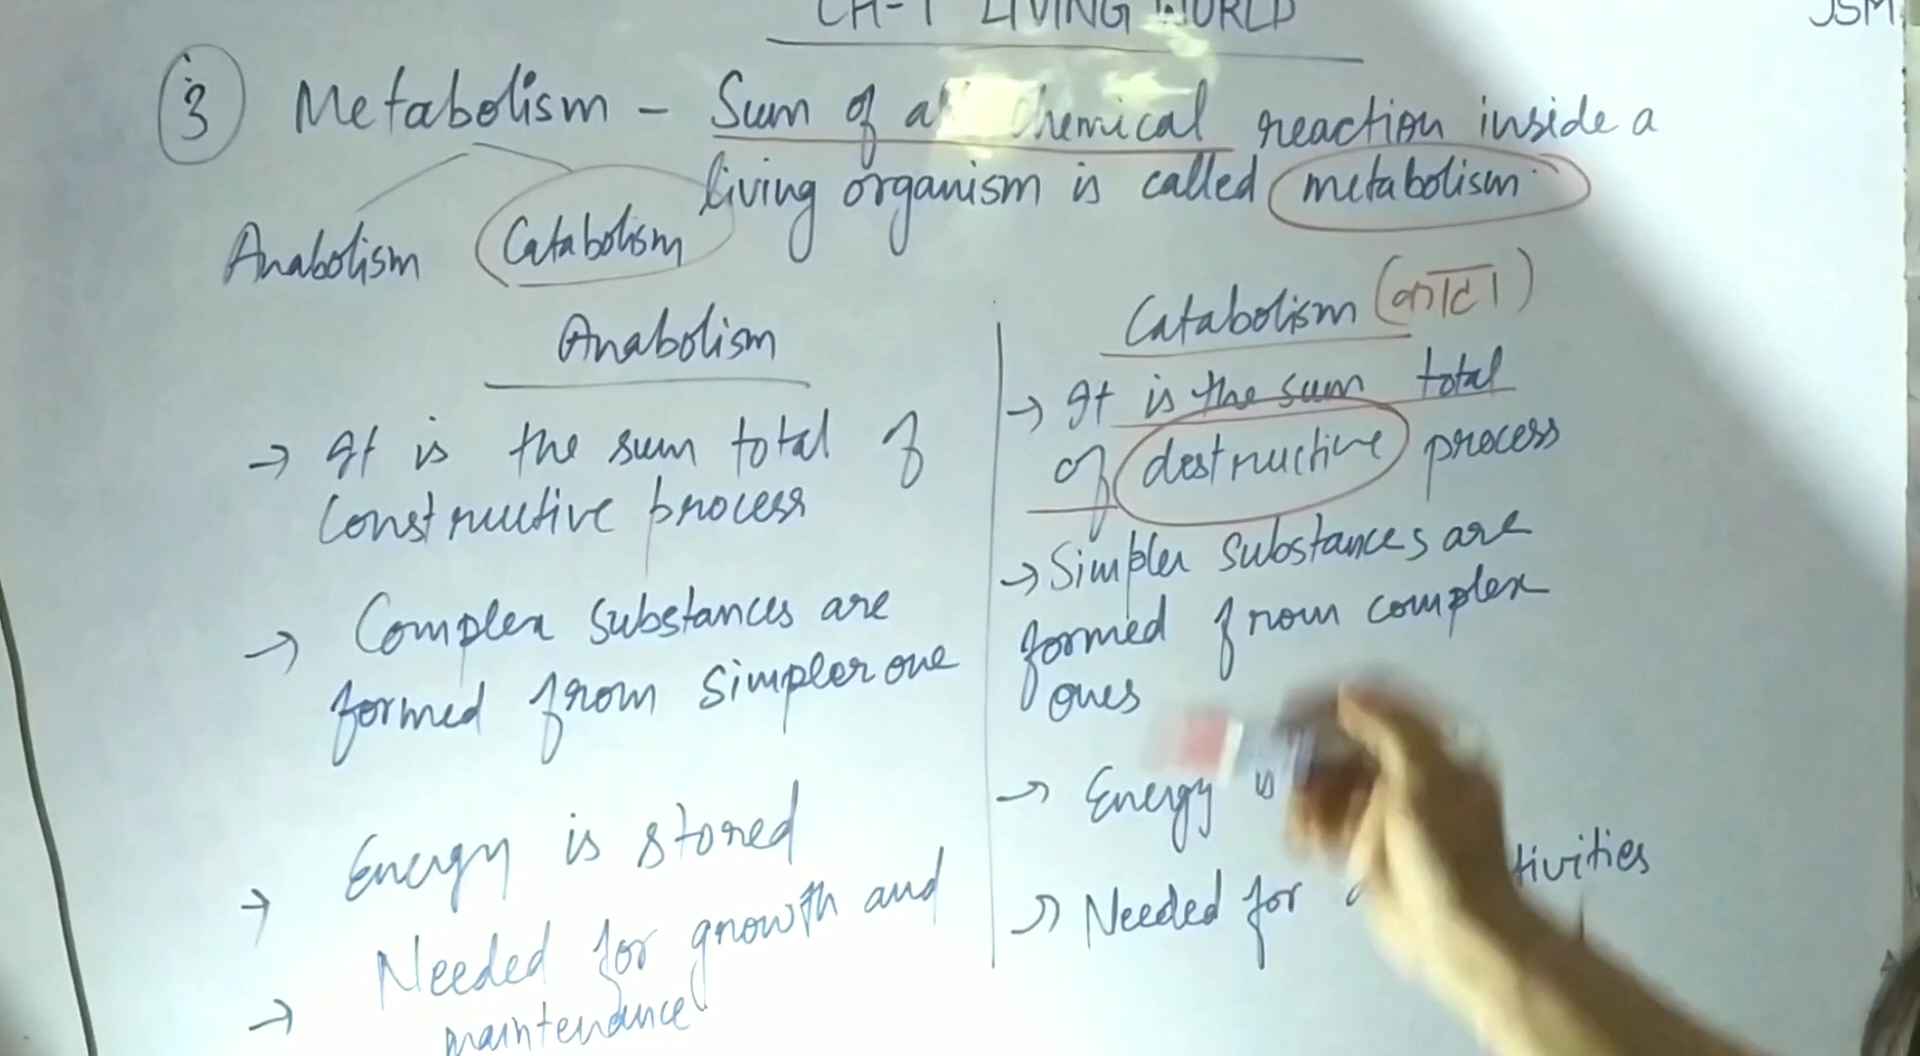 CH-1 LIVING WORLD
JSM
3 Metabolism - Sum of all chemical reaction inside a
living organism is called metabolism.
Anabolism Catabolism
Anabolism
→ It is the sum total of
constructive process
→ Complex substances are
formed from simpler one
→ Energy is stored
→ Needed for growth and
maintenance
Catabolism (काटा)
→ It is the sum total
of destructive process
→ Simpler substances are
formed from complex
ones
→ Energy is
→ Needed for